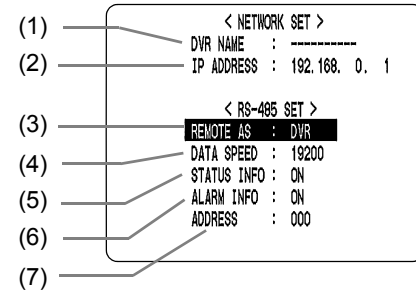 < NETWORK SET >
(1) DVR NAME : ----------
(2) IP ADDRESS : 192.168. 0. 1
< RS-485 SET >
(3) REMOTE AS : DVR
(4) DATA SPEED : 19200
(5) STATUS INFO : ON
(6) ALARM INFO : ON
(7) ADDRESS : 000